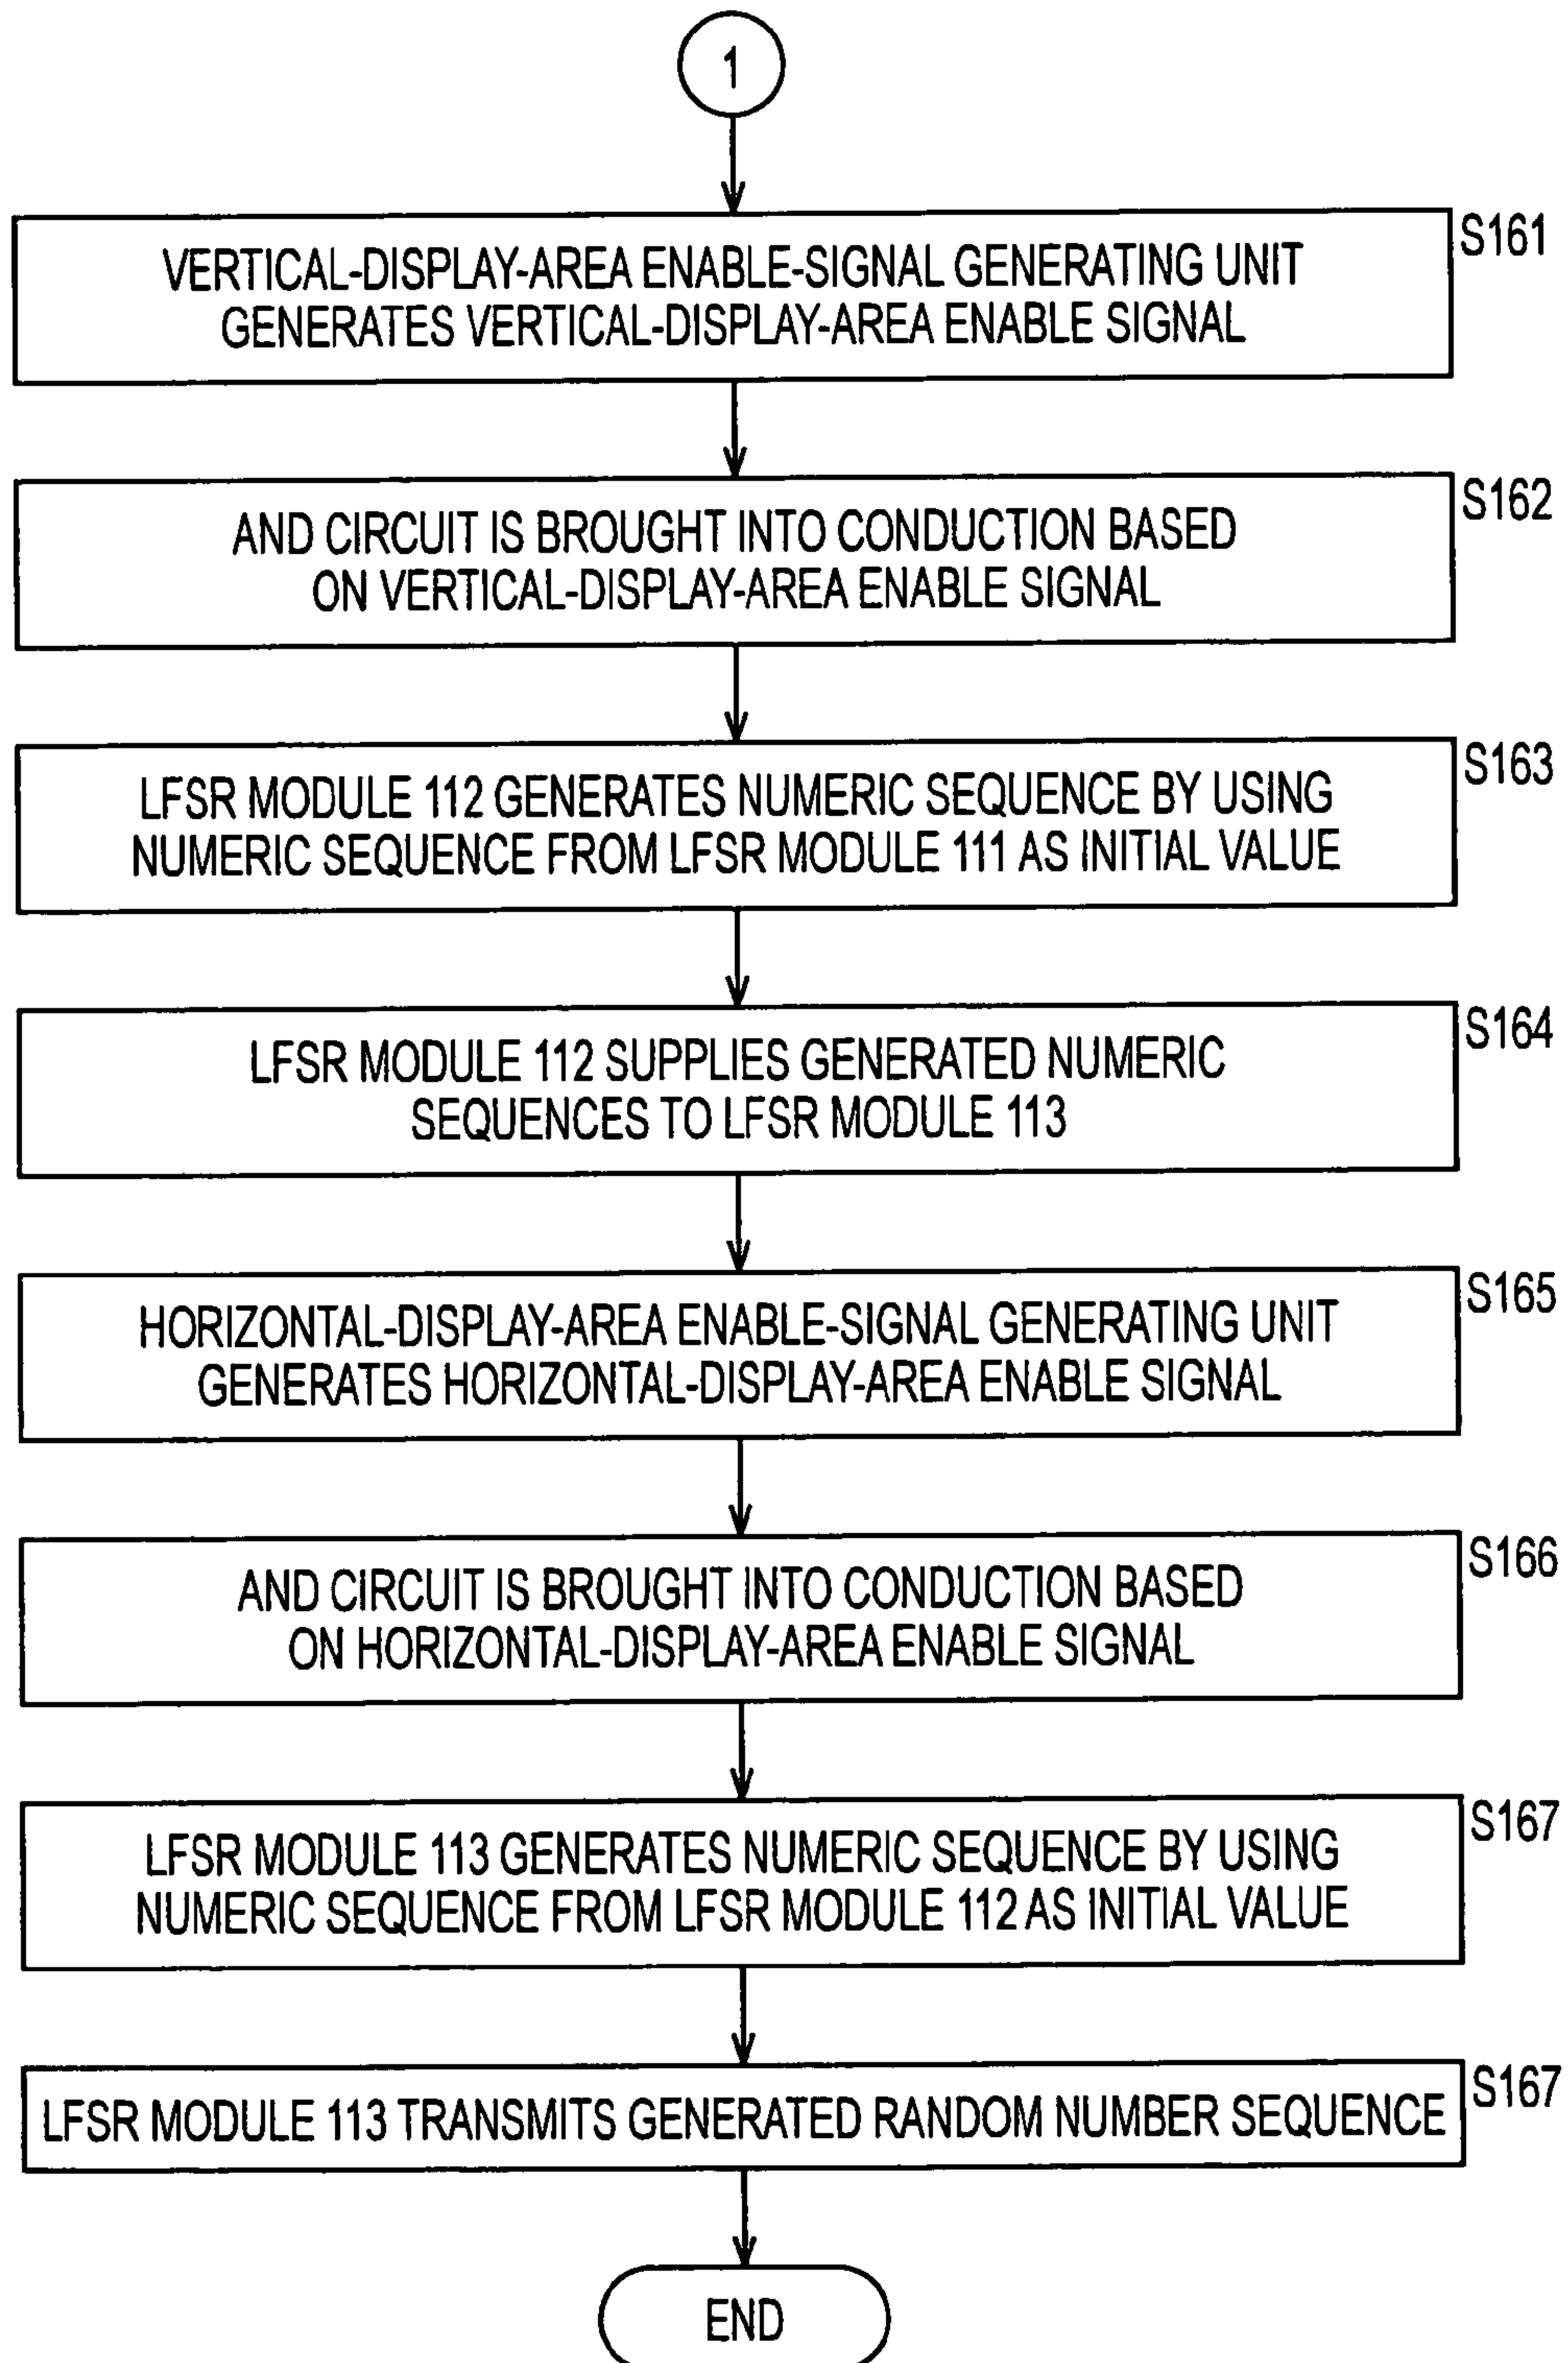 1
S161
VERTICAL-DISPLAY-AREA ENABLE-SIGNAL GENERATING UNIT
GENERATES VERTICAL-DISPLAY-AREA ENABLE SIGNAL
S162
AND CIRCUIT IS BROUGHT INTO CONDUCTION BASED
ON VERTICAL-DISPLAY-AREA ENABLE SIGNAL
S163
LFSR MODULE 112 GENERATES NUMERIC SEQUENCE BY USING
NUMERIC SEQUENCE FROM LFSR MODULE 111 AS INITIAL VALUE
S164
LFSR MODULE 112 SUPPLIES GENERATED NUMERIC
SEQUENCES TO LFSR MODULE 113
S165
HORIZONTAL-DISPLAY-AREA ENABLE-SIGNAL GENERATING UNIT
GENERATES HORIZONTAL-DISPLAY-AREA ENABLE SIGNAL
S166
AND CIRCUIT IS BROUGHT INTO CONDUCTION BASED
ON HORIZONTAL-DISPLAY-AREA ENABLE SIGNAL
S167
LFSR MODULE 113 GENERATES NUMERIC SEQUENCE BY USING
NUMERIC SEQUENCE FROM LFSR MODULE 112 AS INITIAL VALUE
S167
LFSR MODULE 113 TRANSMITS GENERATED RANDOM NUMBER SEQUENCE
END